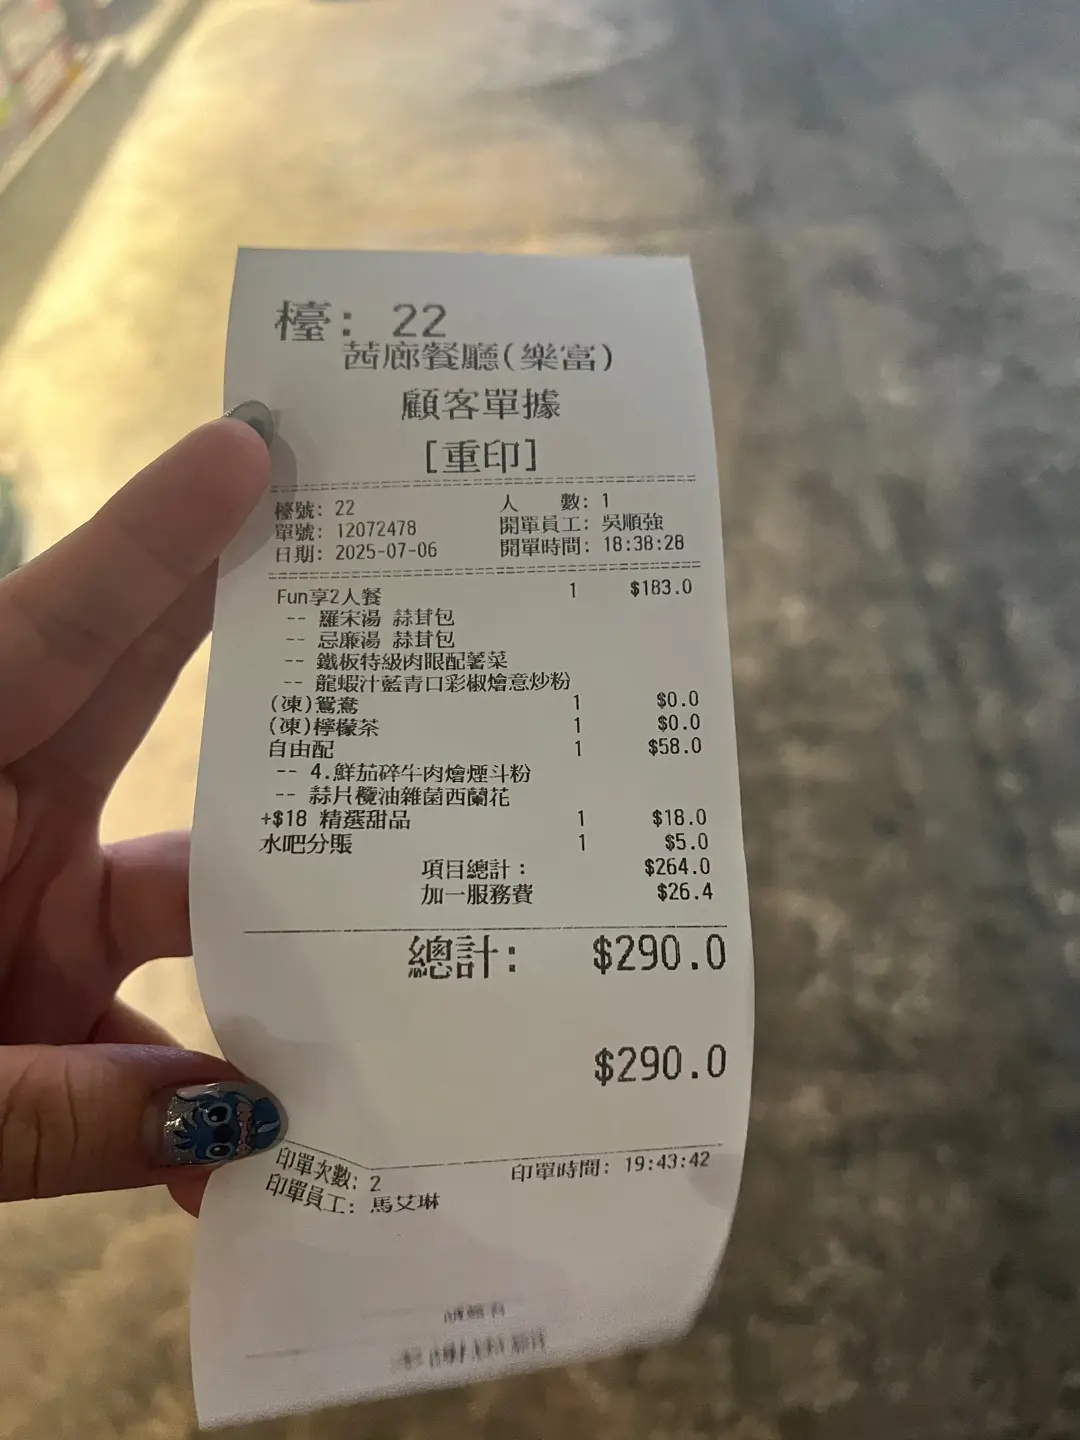 檯: 22
茜廊餐廳(樂富)
顧客單據
[重印]
檯號: 22 人 數: 1
單號: 12072478 開單員工: 吳順強
日期: 2025-07-06 開單時間: 18:38:28
Fun享2人餐 1 $183.0
-- 羅宋湯 蒜茸包
-- 忌廉湯 蒜茸包
-- 鐵板特級肉眼配薯菜
-- 龍蝦汁藍青口彩椒燴意炒粉
(凍)鴛鴦 1 $0.0
(凍)檸檬茶 1 $0.0
自由配 1 $58.0
-- 4.鮮茄碎牛肉燴煙斗粉
-- 蒜片欖油雜菌西蘭花
+$18 精選甜品 1 $18.0
水吧分賬 1 $5.0
項目總計: $264.0
加一服務費 $26.4
總計: $290.0
$290.0
印單次數: 2 印單時間: 19:43:42
印單員工: 馬艾琳